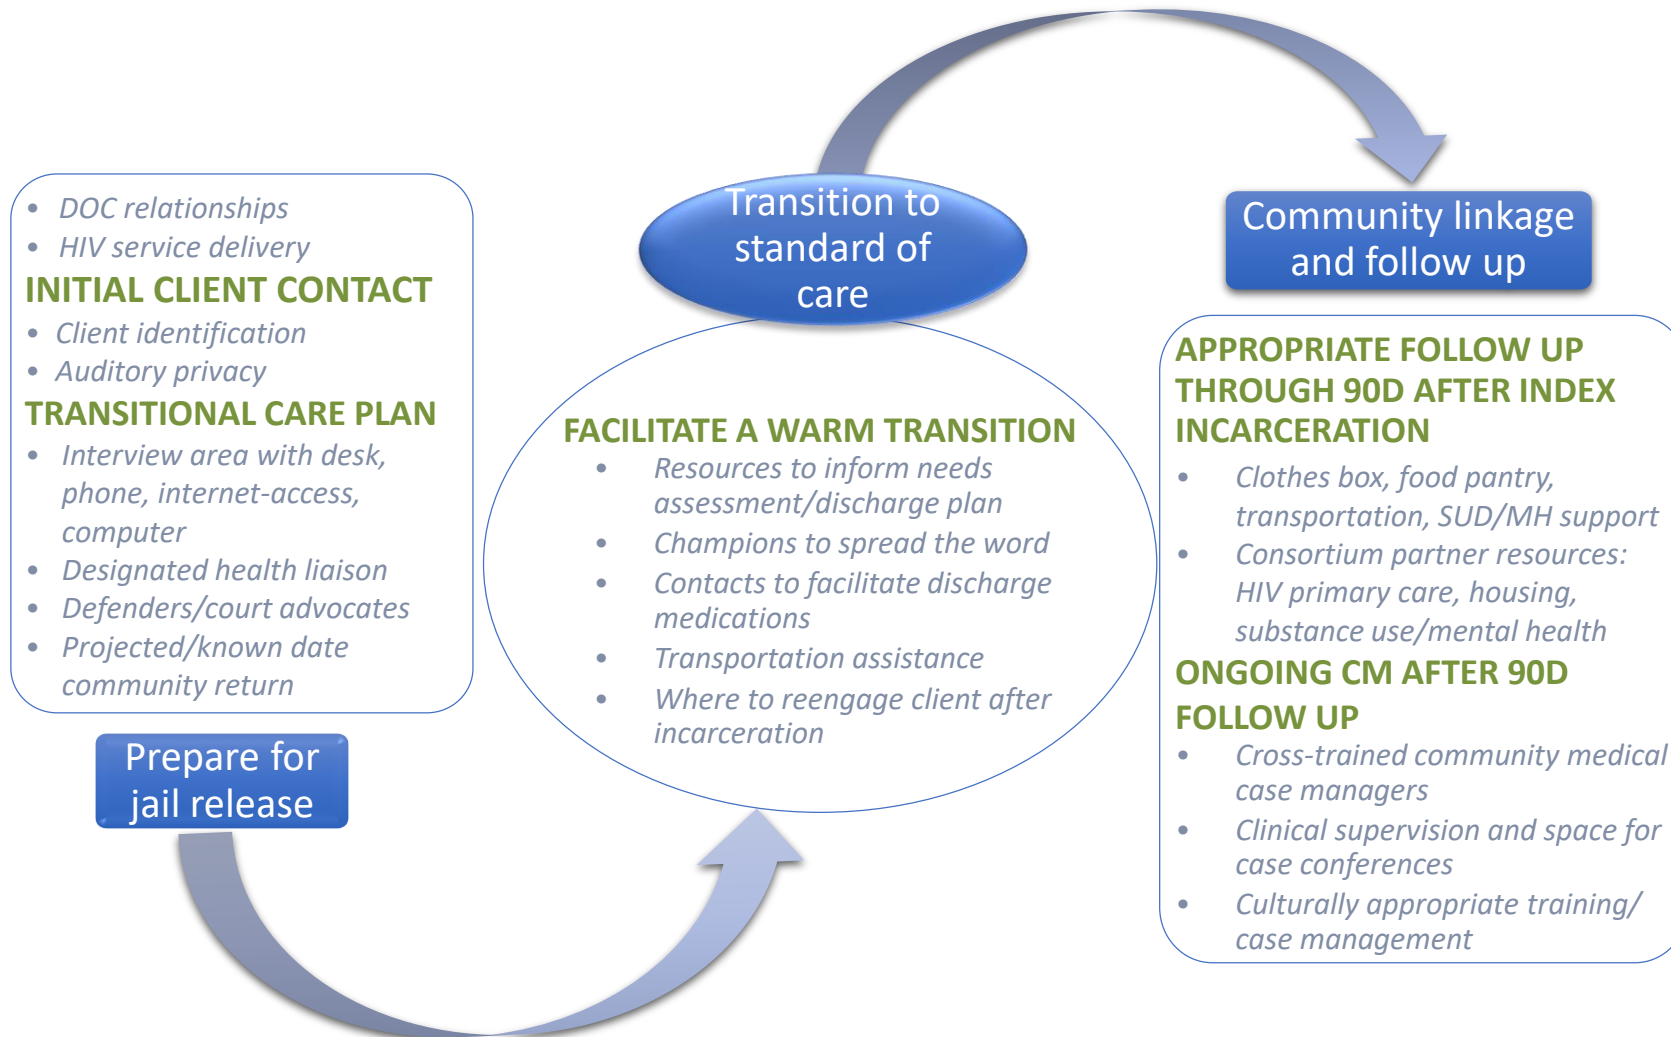 • DOC relationships
• HIV service delivery
INITIAL CLIENT CONTACT
• Client identification
• Auditory privacy
TRANSITIONAL CARE PLAN
• Interview area with desk,
phone, internet-access,
computer
• Designated health liaison
• Defenders/court advocates
• Projected/known date
community return
Prepare for
jail release
Transition to
standard of
care
FACILITATE A WARM TRANSITION
• Resources to inform needs
assessment/discharge plan
• Champions to spread the word
• Contacts to facilitate discharge
medications
• Transportation assistance
• Where to reengage client after
incarceration
Community linkage
and follow up
APPROPRIATE FOLLOW UP
THROUGH 90D AFTER INDEX
INCARCERATION
• Clothes box, food pantry,
transportation, SUD/MH support
• Consortium partner resources:
HIV primary care, housing,
substance use/mental health
ONGOING CM AFTER 90D
FOLLOW UP
• Cross-trained community medical
case managers
• Clinical supervision and space for
case conferences
• Culturally appropriate training/
case management